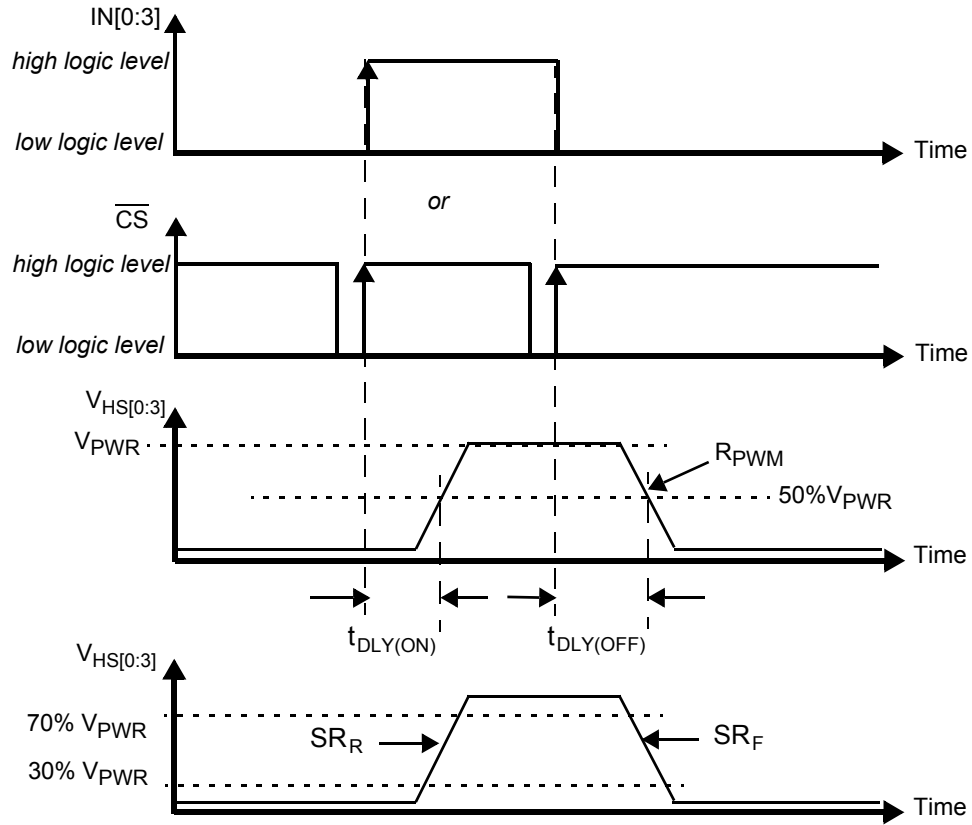 IN[0:3]
high logic level
low logic level
Time
or
CS
high logic level
low logic level
Time
VHS[0:3]
VPWR
RPWM
50%VPWR
Time
tDLY(ON)
tDLY(OFF)
VHS[0:3]
70% VPWR
SRR
SRF
30% VPWR
Time